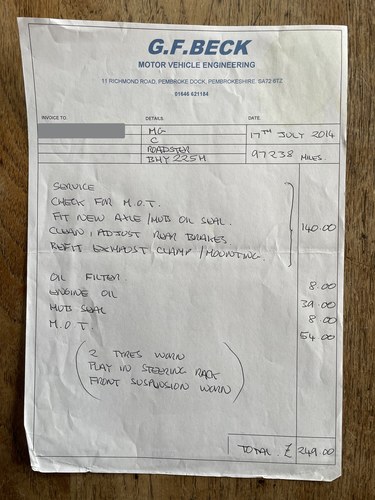 G.F.BECK
MOTOR VEHICLE ENGINEERING
11 RICHMOND ROAD, PEMBROKE DOCK, PEMBROKESHIRE, SA72 6TZ
01646 621184
INVOICE TO: DETAILS: DATE:
MG 17TH JULY 2014
C
ROADSTER 97238 MILES.
BHY 225H
SERVICE
CHECK FOR M.O.T.
FIT NEW AXLE/HUB OIL SEAL.
CLEAN, ADJUST REAR BRAKES 140.00
REFIT EXHAUST CLAMP/MOUNTING.
OIL FILTER 8.00
ENGINE OIL 39.00
HUB SEAL 8.00
M.O.T. 54.00
2 TYRES WORN
PLAY IN STEERING RACK
FRONT SUSPENSION WORN
TOTAL £ 249.00